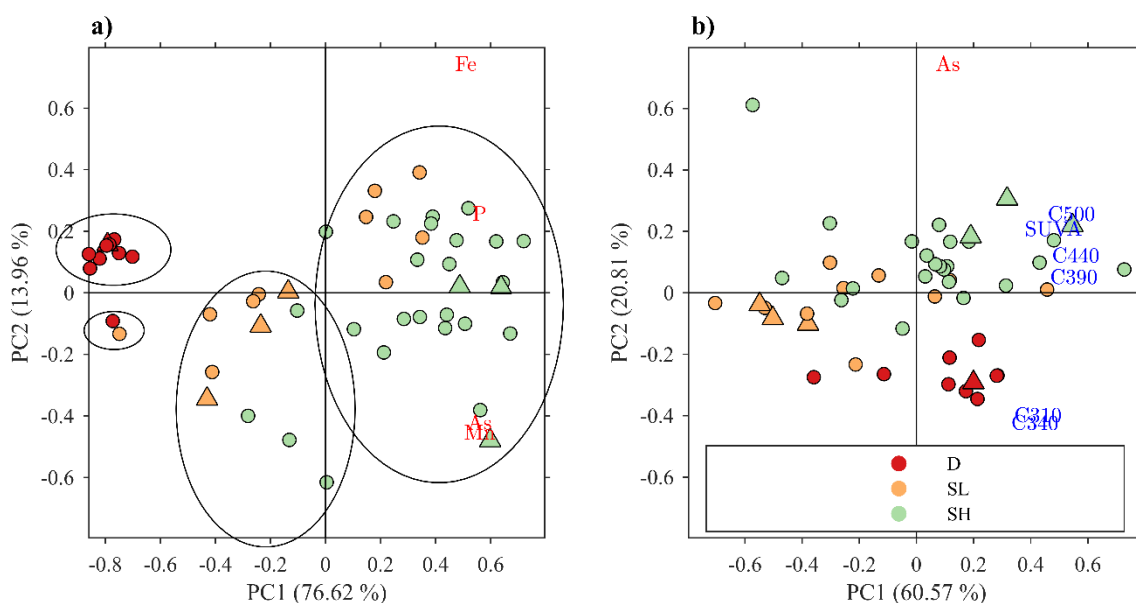 a)
Fe
P
As
Mn
0.6
0.4
0.2
0
-0.2
-0.4
-0.6
-0.8 -0.6 -0.4 -0.2 0 0.2 0.4 0.6
PC2 (13.96 %)
PC1 (76.62 %)
b)
As
C500
SUVA
C440
C390
C310
C340
D
SL
SH
0.6
0.4
0.2
0
-0.2
-0.4
-0.6
-0.6 -0.4 -0.2 0 0.2 0.4 0.6
PC2 (20.81 %)
PC1 (60.57 %)